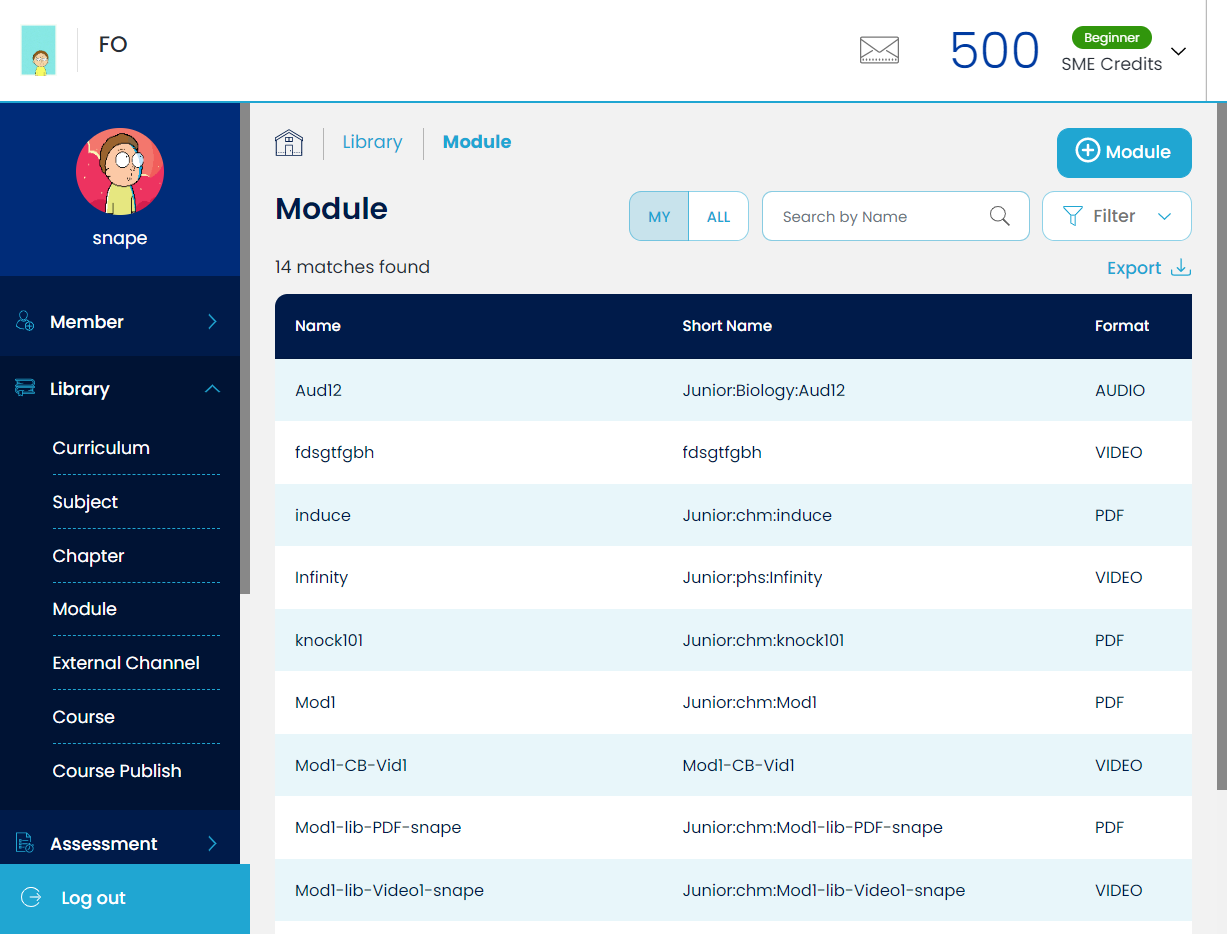 FO
500
Beginner
SME Credits
snape
Member
Library
Curriculum
Subject
Chapter
Module
External Channel
Course
Course Publish
Assessment
Log out
Library Module
Module
Module
MY ALL Search by Name Filter
14 matches found
Export
Name Short Name Format
Aud12 Junior:Biology:Aud12 AUDIO
fdsgtfgbh fdsgtfgbh VIDEO
induce Junior:chm:induce PDF
Infinity Junior:phs:Infinity VIDEO
knock101 Junior:chm:knock101 PDF
Mod1 Junior:chm:Mod1 PDF
Mod1-CB-Vid1 Mod1-CB-Vid1 VIDEO
Mod1-lib-PDF-snape Junior:chm:Mod1-lib-PDF-snape PDF
Mod1-lib-Video1-snape Junior:chm:Mod1-lib-Video1-snape VIDEO